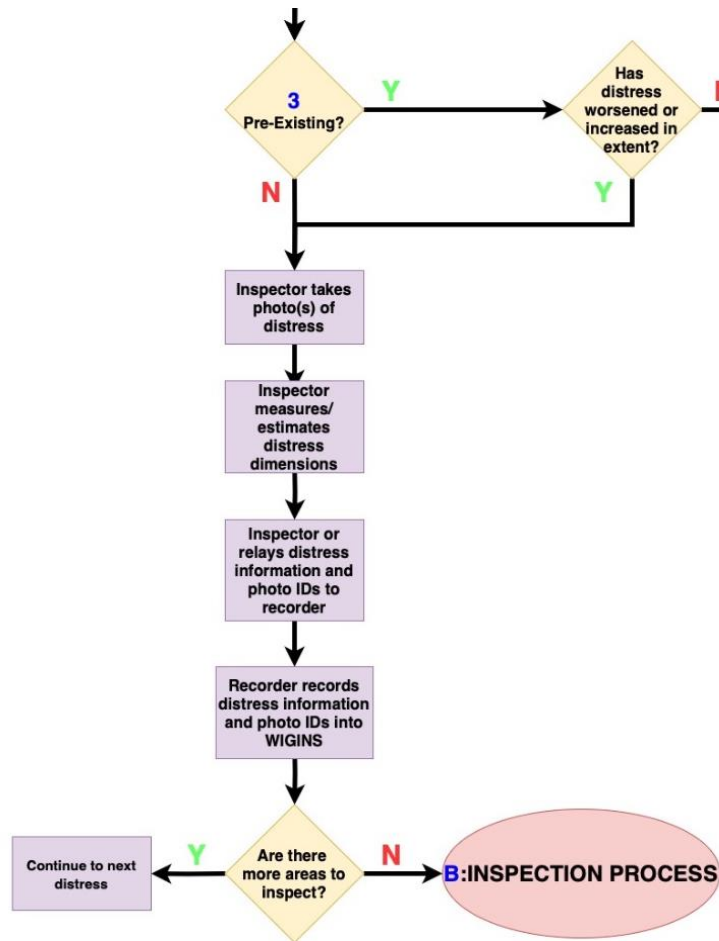 3
Pre-Existing?
Y
Has
distress
worsened or
increased in
extent?
N
Y
Inspector takes
photo(s) of
distress
Inspector
measures/
estimates
distress
dimensions
Inspector or
relays distress
information and
photo IDs to
recorder
Recorder records
distress information
and photo IDs into
WIGINS
Continue to next
distress
Y
Are there
more areas to
inspect?
N
B:INSPECTION PROCESS